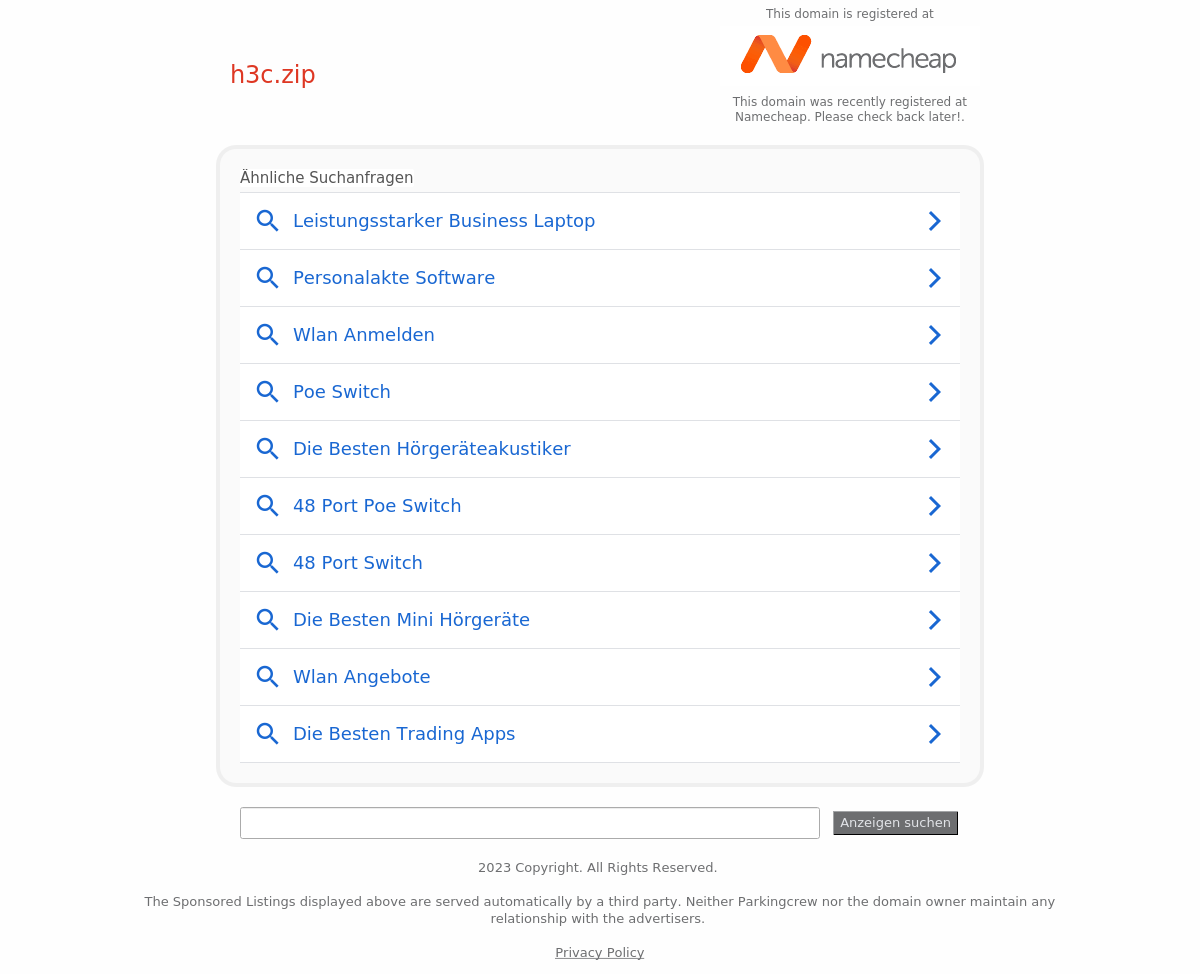 This domain is registered at
namecheap
h3c.zip
This domain was recently registered at
Namecheap. Please check back later!.
Ähnliche Suchanfragen
Leistungsstarker Business Laptop
Personalakte Software
Wlan Anmelden
Poe Switch
Die Besten Hörgeräteakustiker
48 Port Poe Switch
48 Port Switch
Die Besten Mini Hörgeräte
Wlan Angebote
Die Besten Trading Apps
Anzeigen suchen
2023 Copyright. All Rights Reserved.
The Sponsored Listings displayed above are served automatically by a third party. Neither Parkingcrew nor the domain owner maintain any
relationship with the advertisers.
Privacy Policy